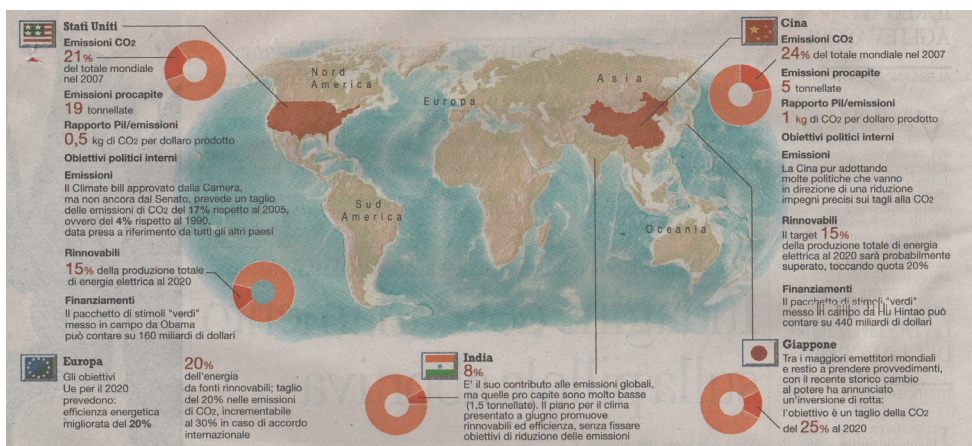 Stati Uniti
Emissioni CO2
21%
del totale mondiale
nel 2007
Emissioni procapite
19 tonnellate
Rapporto Pil/emissioni
0,5 kg di CO2 per dollaro prodotto
Obiettivi politici interni
Emissioni
Il Climate bill approvato dalla Camera,
ma non ancora dal Senato, prevede un taglio
delle emissioni di CO2 del 17% rispetto al 2005,
ovvero del 4% rispetto al 1990,
data presa a riferimento da tutti gli altri paesi
Rinnovabili
15% della produzione totale
di energia elettrica al 2020
Finanziamenti
Il pacchetto di stimoli "verdi"
messo in campo da Obama
può contare su 160 miliardi di dollari
Nord
America
Europa
Asia
Sud
America
Oceania
Cina
Emissioni CO2
24% del totale mondiale nel 2007
Emissioni procapite
5 tonnellate
Rapporto Pil/emissioni
1 kg di CO2 per dollaro prodotto
Obiettivi politici interni
Emissioni
La Cina pur adottando
molte politiche che vanno
in direzione di una riduzione
impegni precisi sui tagli alla CO2
Rinnovabili
Il target 15%
della produzione totale di energia
elettrica al 2020 sarà probabilmente
superato, toccando quota 20%
Finanziamenti
Il pacchetto di stimoli "verdi"
messo in campo da Hu Hintao può
contare su 440 miliardi di dollari
Europa
Gli obiettivi
Ue per il 2020
prevedono:
efficienza energetica
migliorata del 20%
20%
dell'energia
da fonti rinnovabili; taglio
del 20% nelle emissioni
di CO2, incrementabile
al 30% in caso di accordo
internazionale
India
8%
E' il suo contributo alle emissioni globali,
ma quelle pro capite sono molto basse
(1,5 tonnellate). Il piano per il clima
presentato a giugno promuove
rinnovabili ed efficienza, senza fissare
obiettivi di riduzione delle emissioni
Giappone
Tra i maggiori emettitori mondiali
e restio a prendere provvedimenti,
con il recente storico cambio
al potere ha annunciato
un'inversione di rotta:
l'obiettivo è un taglio della CO2
del 25% al 2020